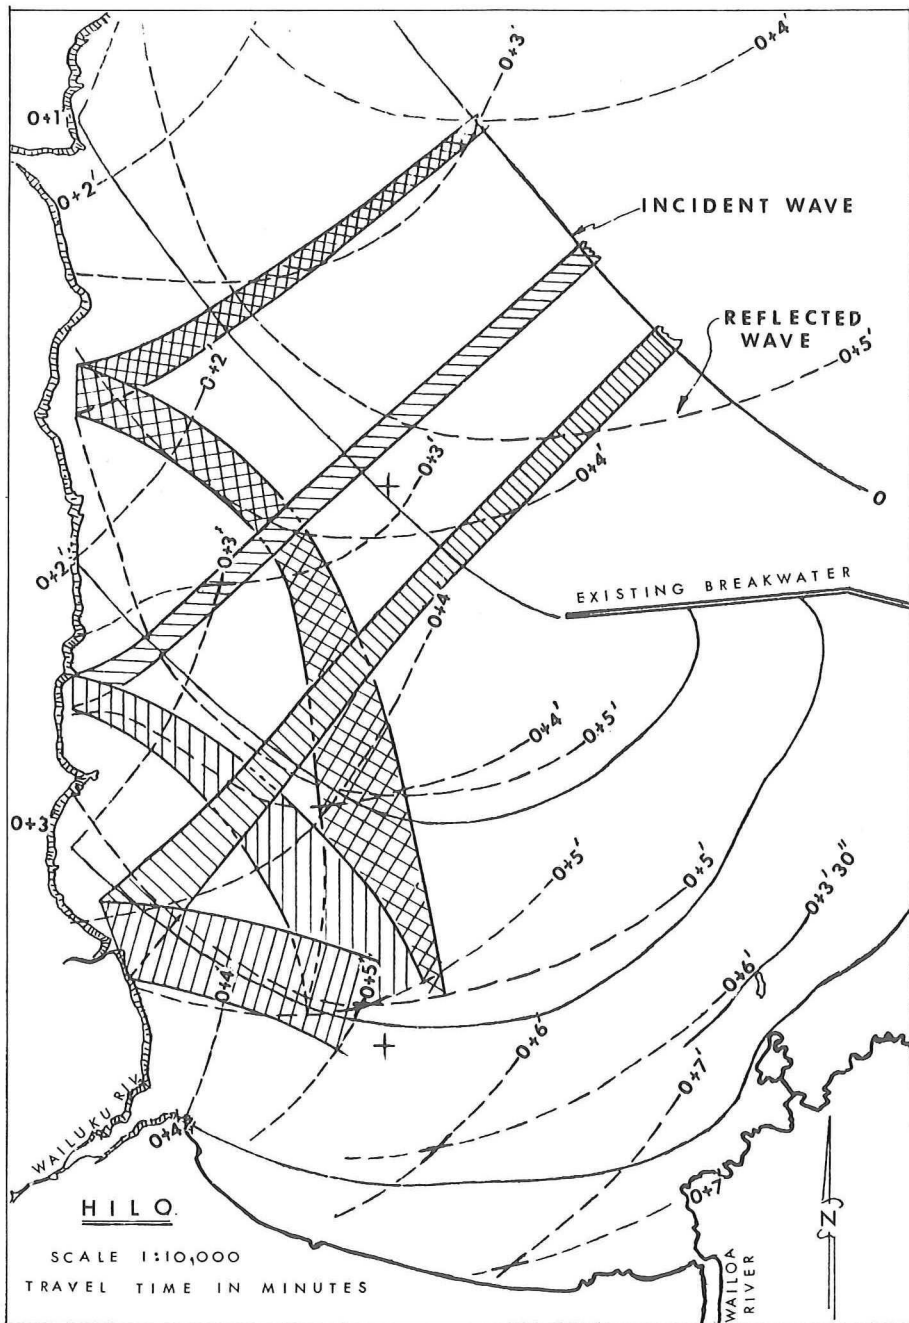 0+3'
0+4'
0+1'
0+2'
INCIDENT WAVE
REFLECTED
WAVE
0+5'
0+2'
0+3'
0+4'
0
0+3'
0+2'
EXISTING BREAKWATER
0+4'
0+4'
0+5'
0+3
0+5'
0+5'
0+3'30"
0+4
0+5'
0+6'
0+6'
0+7'
WAILUKU RIV.
0+4
0+7'
HILO.
SCALE 1:10,000
TRAVEL TIME IN MINUTES
WAILOA
RIVER
N